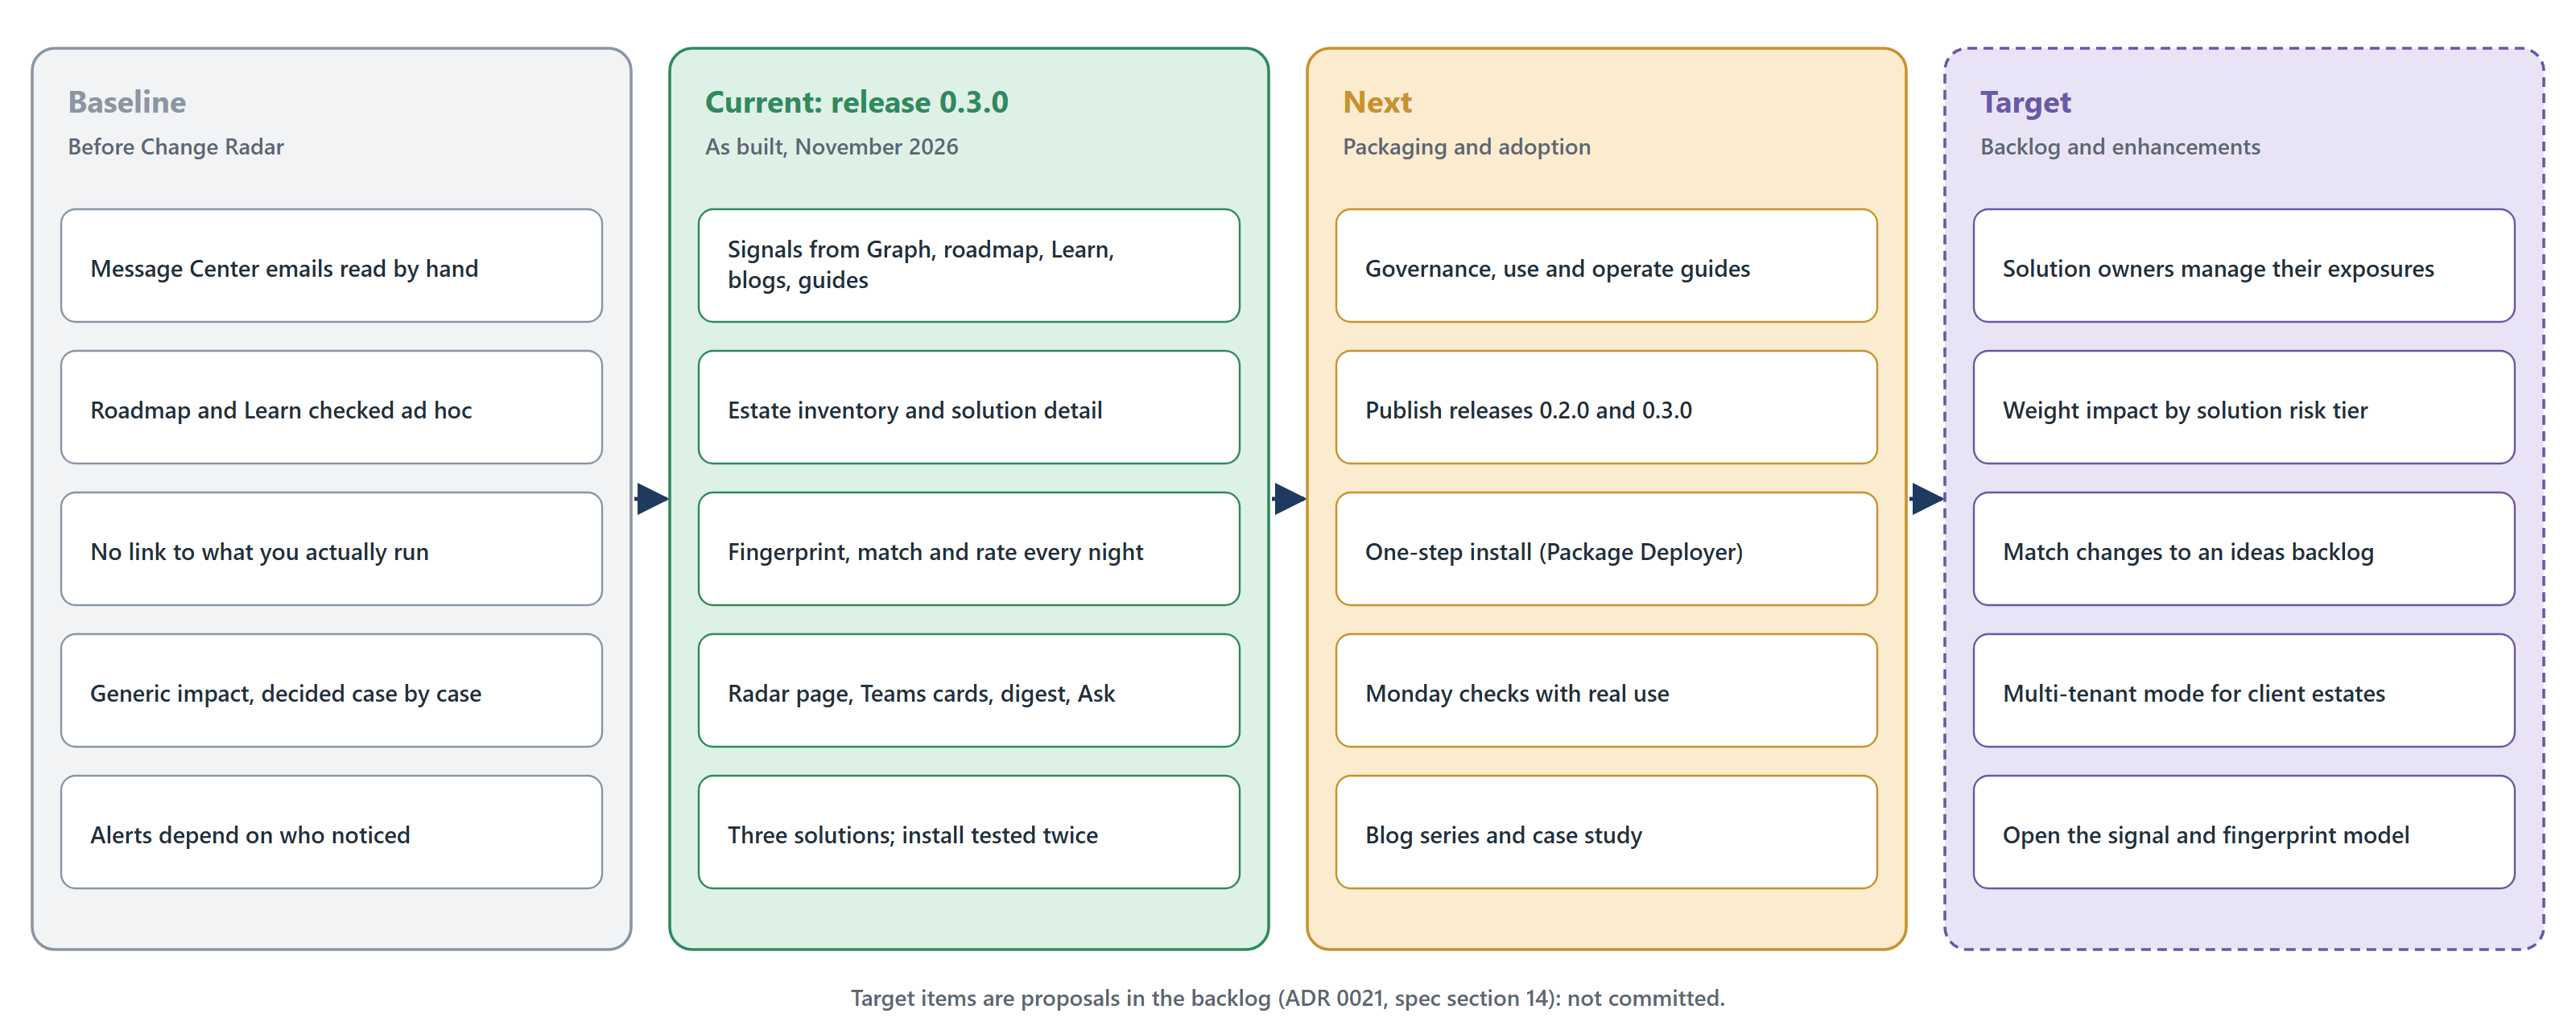 Baseline
Before Change Radar
Message Center emails read by hand
Roadmap and Learn checked ad hoc
No link to what you actually run
Generic impact, decided case by case
Alerts depend on who noticed
Current: release 0.3.0
As built, November 2026
Signals from Graph, roadmap, Learn,
blogs, guides
Estate inventory and solution detail
Fingerprint, match and rate every night
Radar page, Teams cards, digest, Ask
Three solutions; install tested twice
Next
Packaging and adoption
Governance, use and operate guides
Publish releases 0.2.0 and 0.3.0
One-step install (Package Deployer)
Monday checks with real use
Blog series and case study
Target
Backlog and enhancements
Solution owners manage their exposures
Weight impact by solution risk tier
Match changes to an ideas backlog
Multi-tenant mode for client estates
Open the signal and fingerprint model
Target items are proposals in the backlog (ADR 0021, spec section 14): not committed.